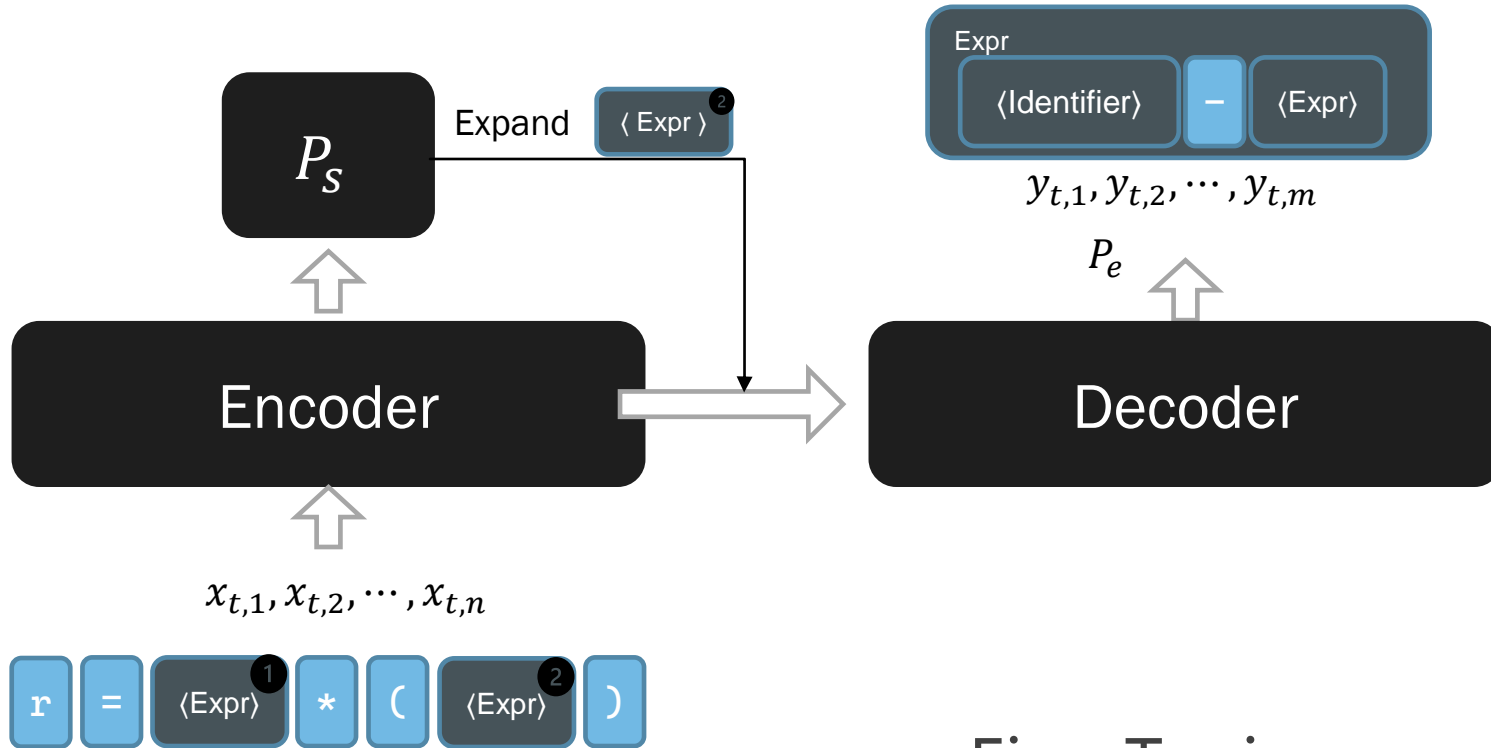 P_s
Expand ⟨ Expr ⟩ 2
Expr
⟨Identifier⟩ - ⟨Expr⟩
y_{t,1}, y_{t,2}, ⋯, y_{t,m}
P_e
Encoder
Decoder
x_{t,1}, x_{t,2}, ⋯, x_{t,n}
r = ⟨Expr⟩ 1 * ( ⟨Expr⟩ 2 )